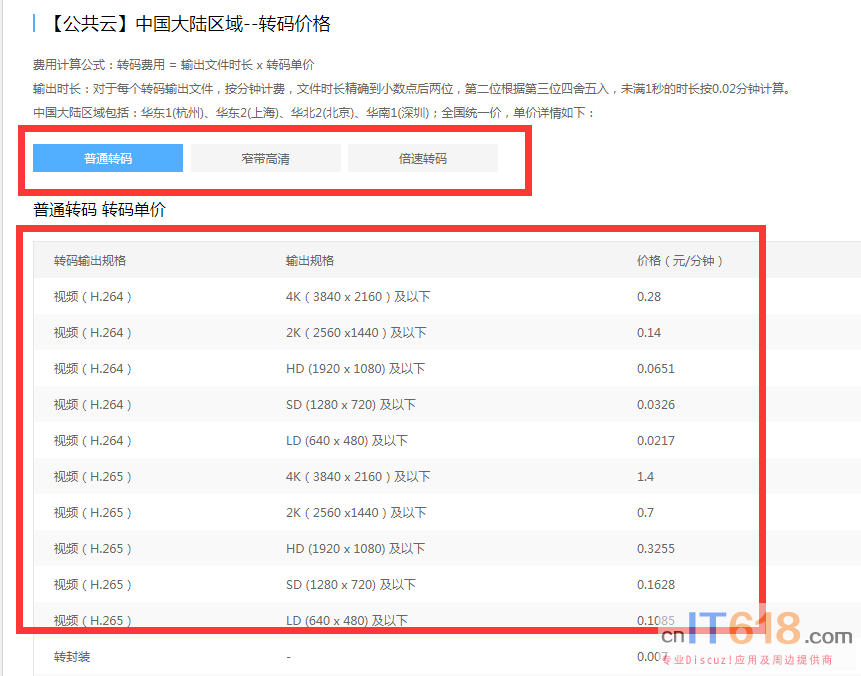 【公共云】中国大陆区域--转码价格
费用计算公式：转码费用 = 输出文件时长 x 转码单价
输出时长：对于每个转码输出文件，按分钟计费，文件时长精确到小数点后两位，第二位根据第三位四舍五入，未满1秒的时长按0.02分钟计算。
中国大陆区域包括：华东1(杭州)、华东2(上海)、华北2(北京)、华南1(深圳)；全国统一价，单价详情如下：
普通转码 窄带高清 倍速转码
普通转码 转码单价
转码输出规格 输出规格 价格（元/分钟）
视频（H.264） 4K（3840 x 2160）及以下 0.28
视频（H.264） 2K（2560 x1440）及以下 0.14
视频（H.264） HD (1920 x 1080) 及以下 0.0651
视频（H.264） SD (1280 x 720) 及以下 0.0326
视频（H.264） LD (640 x 480) 及以下 0.0217
视频（H.265） 4K（3840 x 2160）及以下 1.4
视频（H.265） 2K（2560 x1440）及以下 0.7
视频（H.265） HD (1920 x 1080) 及以下 0.3255
视频（H.265） SD (1280 x 720) 及以下 0.1628
视频（H.265） LD (640 x 480) 及以下 0.1085
cnIT618.com
转封装 - 0.007
专业Discuz!应用及周边提供商